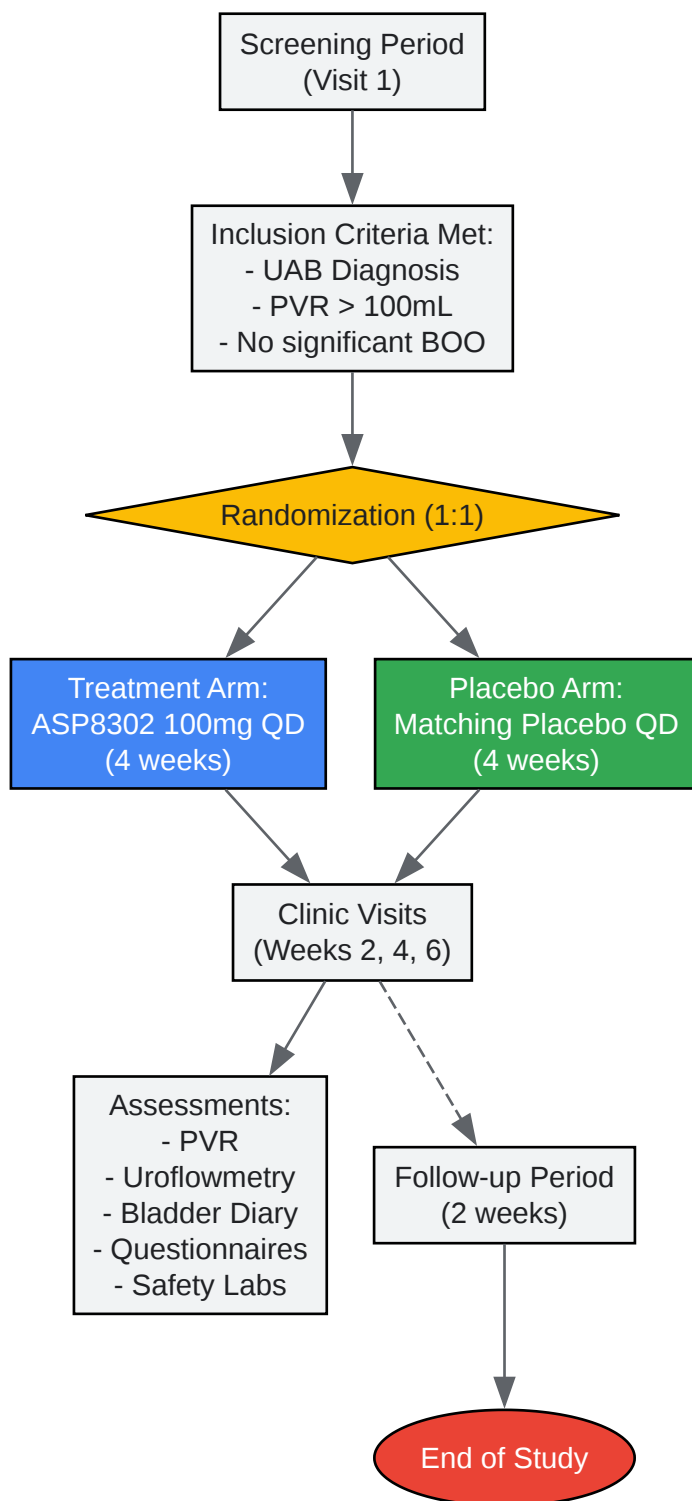 Screening Period
(Visit 1)
Inclusion Criteria Met:
- UAB Diagnosis
- PVR > 100mL
- No significant BOO
Randomization (1:1)
Treatment Arm:
ASP8302 100mg QD
(4 weeks)
Placebo Arm:
Matching Placebo QD
(4 weeks)
Clinic Visits
(Weeks 2, 4, 6)
Assessments:
- PVR
- Uroflowmetry
- Bladder Diary
- Questionnaires
- Safety Labs
Follow-up Period
(2 weeks)
End of Study